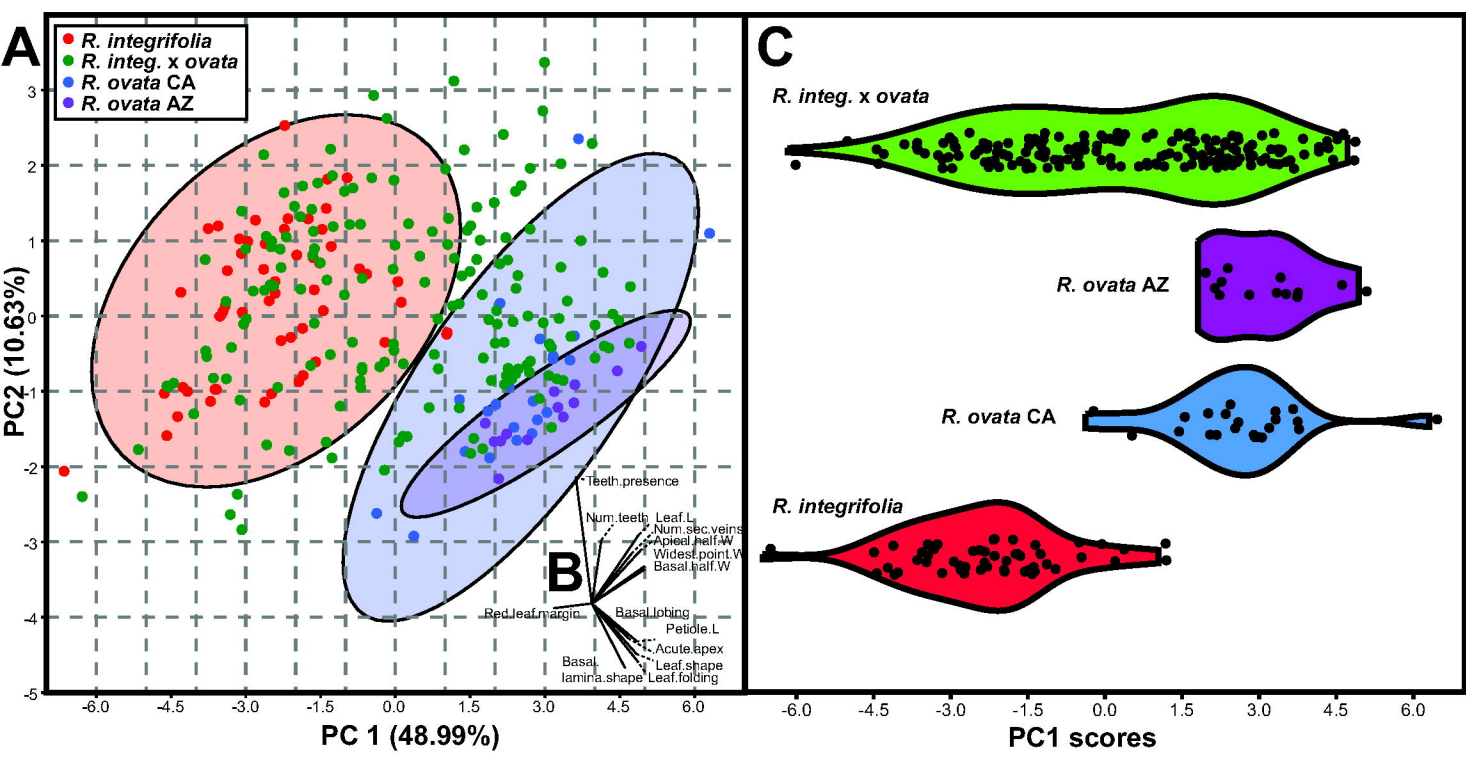 A
R. integrifolia
R. integ. x ovata
R. ovata CA
R. ovata AZ
3
2
1
0
-1
-2
-3
-4
-5
PC2 (10.63%)
-6.0 -4.5 -3.0 -1.5 0.0 1.5 3.0 4.5 6.0
PC 1 (48.99%)
B
Teeth.presence
Num.teeth Leaf.L
Num.sec.veins
Apical.half.W
Widest.point.W
Basal.half.W
Red.leaf.margin
Basal.lobing
Petiole.L
Acute.apex
Basal. Leaf.shape
lamina.shape Leaf.folding
C
R. integ. x ovata
R. ovata AZ
R. ovata CA
R. integrifolia
-6.0 -4.5 -3.0 -1.5 0.0 1.5 3.0 4.5 6.0
PC1 scores